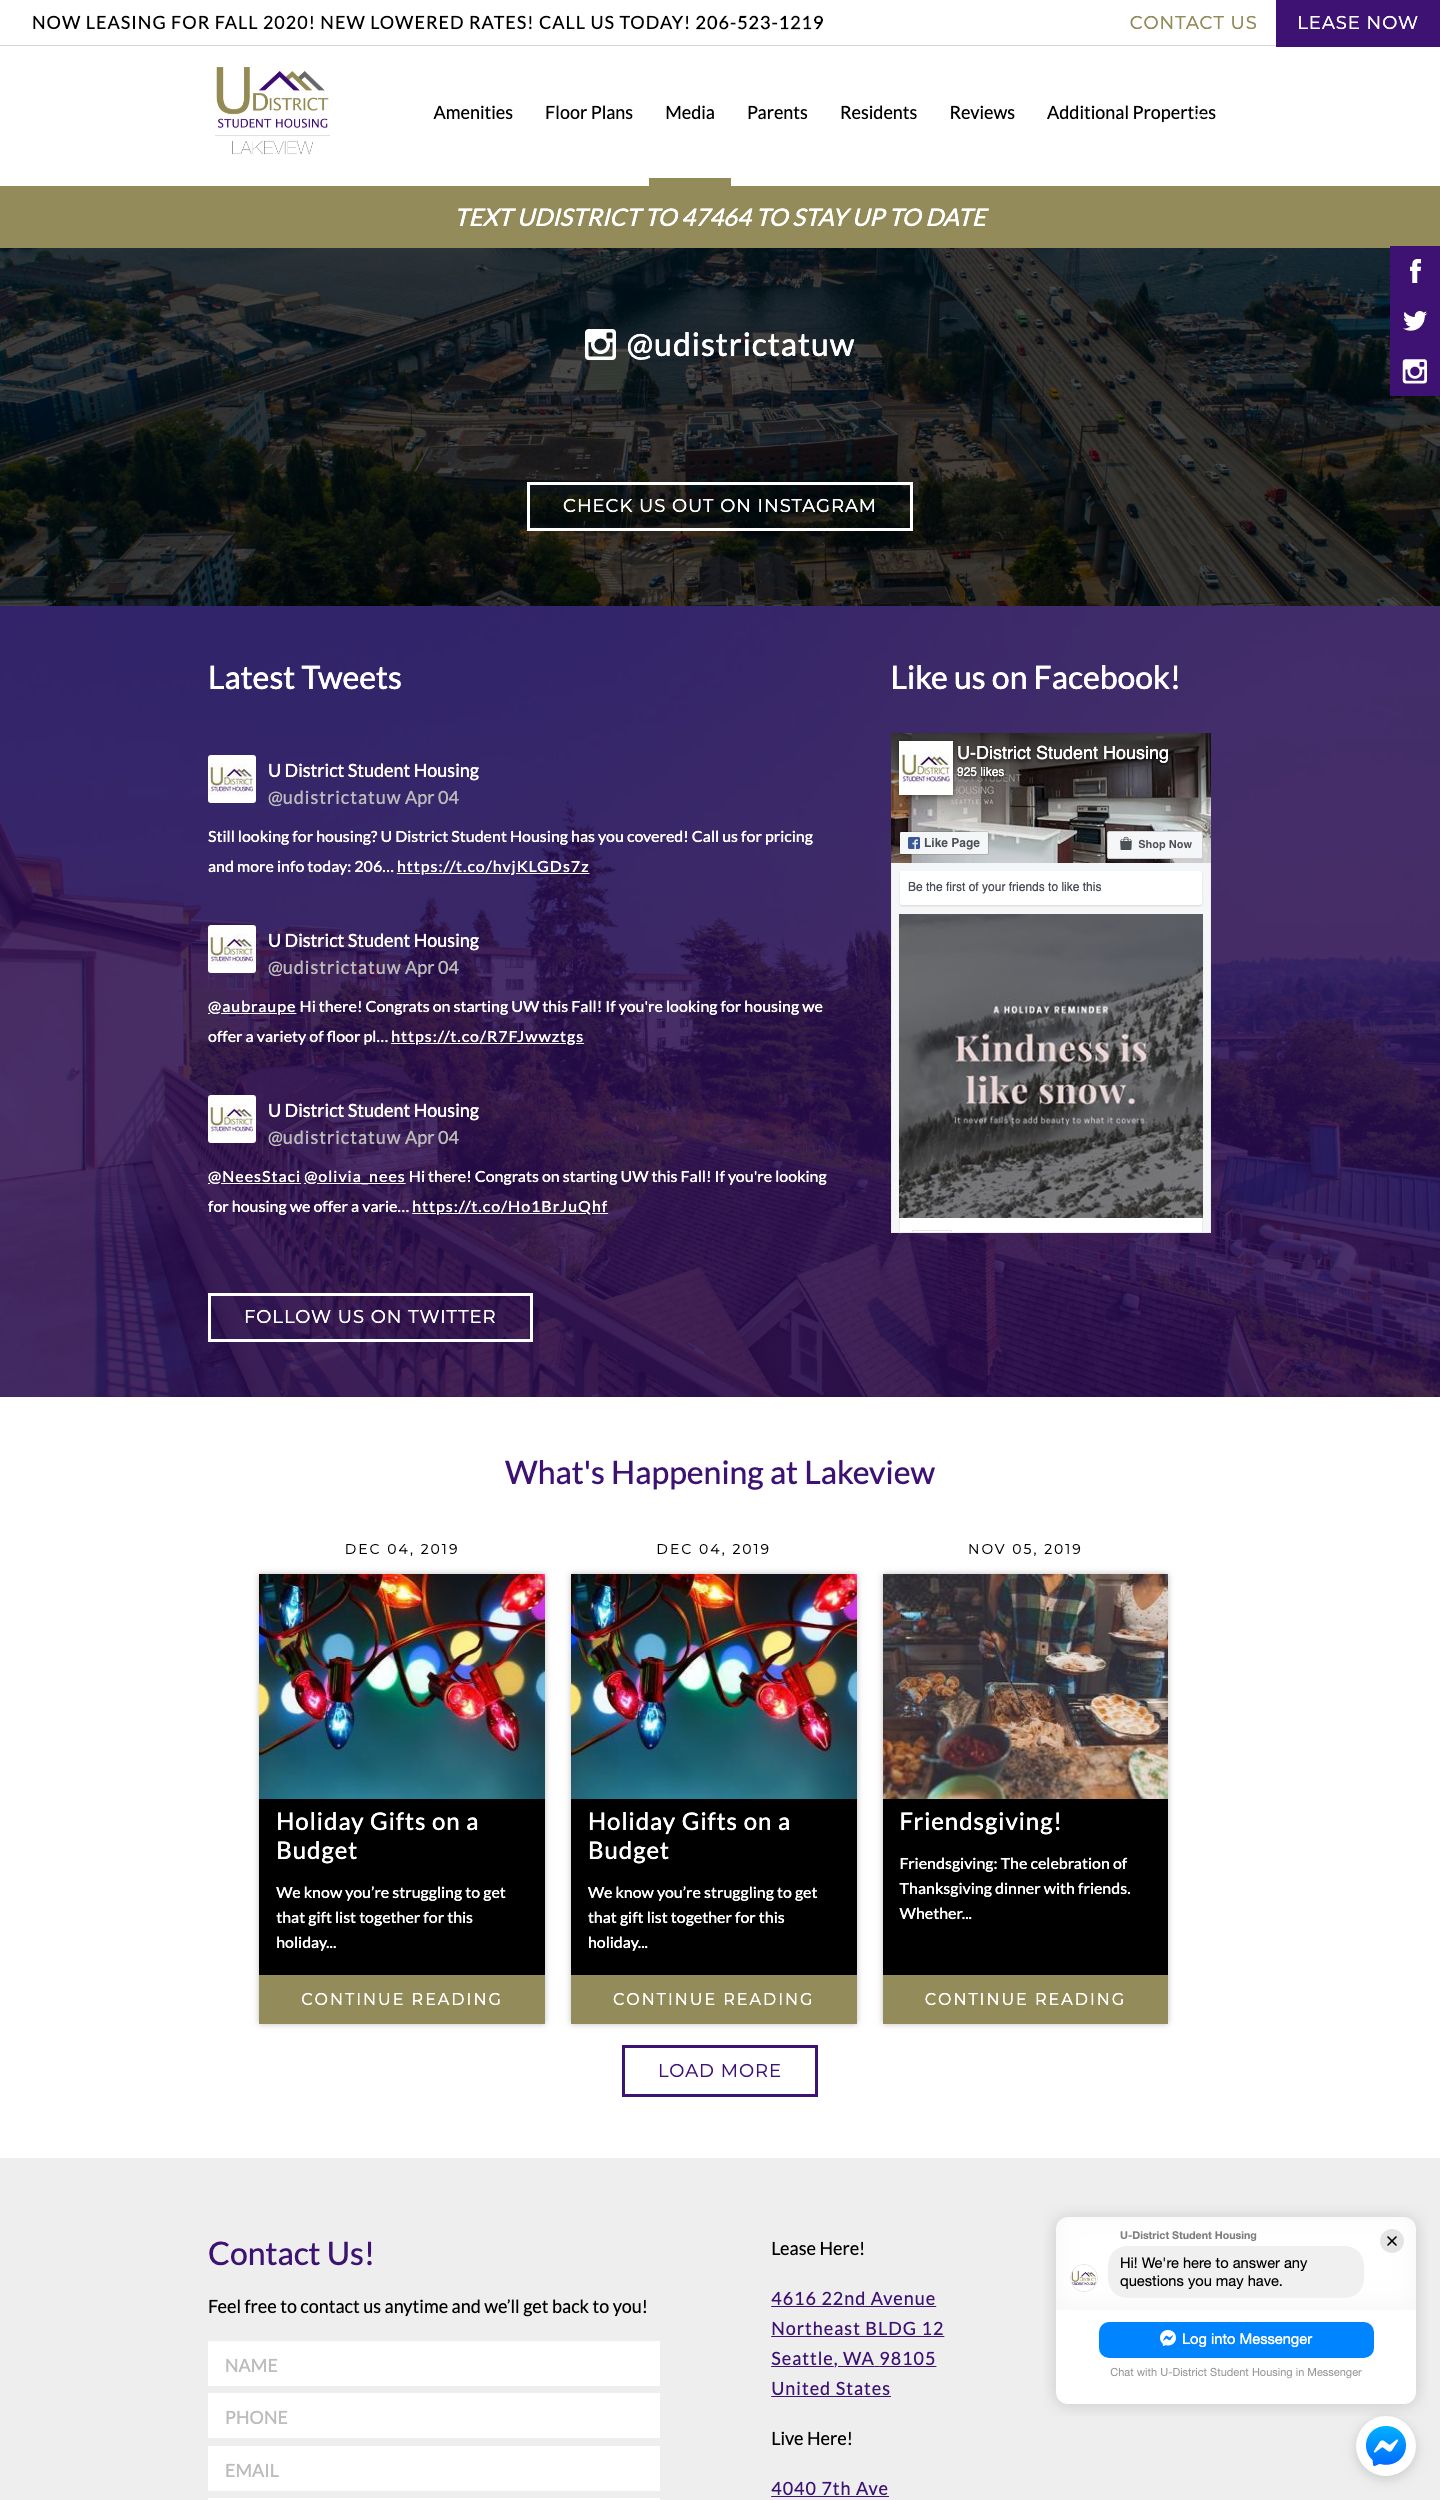 NOW LEASING FOR FALL 2020! NEW LOWERED RATES! CALL US TODAY! 206-523-1219
CONTACT US
LEASE NOW
U DISTRICT
STUDENT HOUSING
LAKEVIEW
Amenities
Floor Plans
Media
Parents
Residents
Reviews
Additional Properties
TEXT UDISTRICT TO 47464 TO STAY UP TO DATE
@udistrictatuw
CHECK US OUT ON INSTAGRAM
Latest Tweets
U District Student Housing
@udistrictatuw Apr 04
Still looking for housing? U District Student Housing has you covered! Call us for pricing
and more info today: 206… https://t.co/hvjKLGDs7z
U District Student Housing
@udistrictatuw Apr 04
@aubraupe Hi there! Congrats on starting UW this Fall! If you're looking for housing we
offer a variety of floor pl… https://t.co/R7FJwwztgs
U District Student Housing
@udistrictatuw Apr 04
@NeesStaci @olivia_nees Hi there! Congrats on starting UW this Fall! If you're looking
for housing we offer a varie… https://t.co/Ho1BrJuQhf
FOLLOW US ON TWITTER
Like us on Facebook!
U DISTRICT
STUDENT HOUSING
U-District Student Housing
925 likes
STUDENT
HOUSING
SEATTLE, WA
Like Page
Shop Now
Be the first of your friends to like this
A HOLIDAY REMINDER
Kindness is
like snow.
It never fails to add beauty to what it covers.
What's Happening at Lakeview
DEC 04, 2019
Holiday Gifts on a
Budget
We know you’re struggling to get
that gift list together for this
holiday...
CONTINUE READING
DEC 04, 2019
Holiday Gifts on a
Budget
We know you’re struggling to get
that gift list together for this
holiday...
CONTINUE READING
NOV 05, 2019
Friendsgiving!
Friendsgiving: The celebration of
Thanksgiving dinner with friends.
Whether...
CONTINUE READING
LOAD MORE
Contact Us!
Feel free to contact us anytime and we’ll get back to you!
NAME
PHONE
EMAIL
Lease Here!
4616 22nd Avenue
Northeast BLDG 12
Seattle, WA 98105
United States
Live Here!
4040 7th Ave
U-District Student Housing
Hi! We're here to answer any
questions you may have.
Log into Messenger
Chat with U-District Student Housing in Messenger